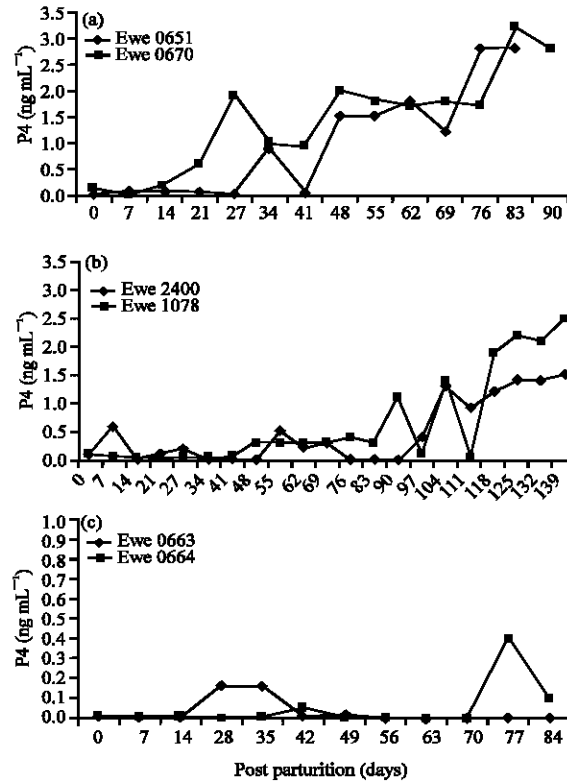 (a)
Ewe 0651
Ewe 0670
P4 (ng mL⁻¹)
3.5
3.0
2.5
2.0
1.5
1.0
0.5
0.0
0 7 14 21 27 34 41 48 55 62 69 76 83 90
(b)
Ewe 2400
Ewe 1078
P4 (ng mL⁻¹)
3.5
3.0
2.5
2.0
1.5
1.0
0.5
0.0
0 7 14 21 27 34 41 48 55 62 69 76 83 90 97 104 111 118 125 132 139
(c)
Ewe 0663
Ewe 0664
P4 (ng mL⁻¹)
1.0
0.9
0.8
0.7
0.6
0.5
0.4
0.3
0.2
0.1
0.0
0 7 14 28 35 42 49 56 63 70 77 84
Post parturition (days)